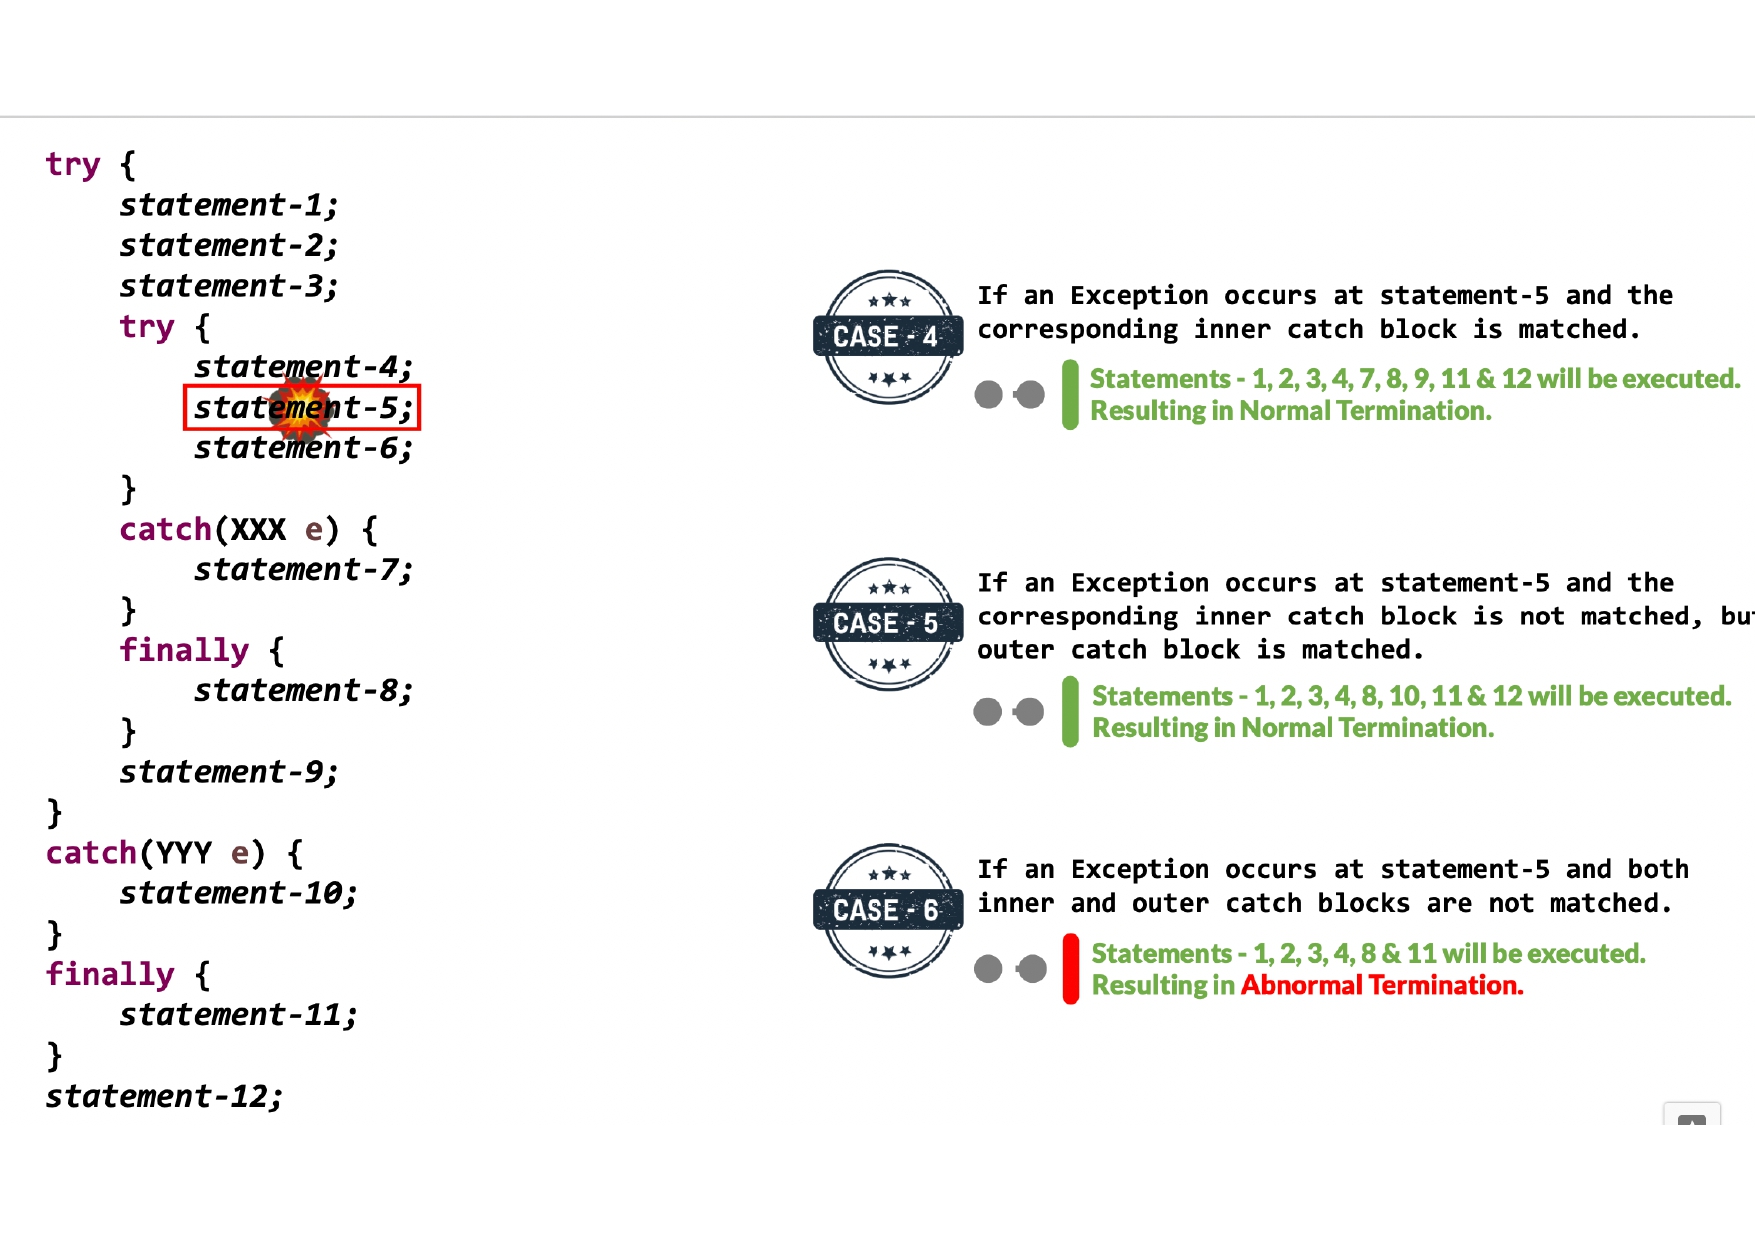 try {
statement-1;
statement-2;
statement-3;
try {
statement-4;
statement-5;
statement-6;
}
catch(XXX e) {
statement-7;
}
finally {
statement-8;
}
statement-9;
}
catch(YYY e) {
statement-10;
}
finally {
statement-11;
}
statement-12;
CASE - 4
If an Exception occurs at statement-5 and the
corresponding inner catch block is matched.
Statements - 1, 2, 3, 4, 7, 8, 9, 11 & 12 will be executed.
Resulting in Normal Termination.
CASE - 5
If an Exception occurs at statement-5 and the
corresponding inner catch block is not matched,
outer catch block is matched.
Statements - 1, 2, 3, 4, 8, 10, 11 & 12 will be executed.
Resulting in Normal Termination.
CASE - 6
If an Exception occurs at statement-5 and both
inner and outer catch blocks are not matched.
Statements - 1, 2, 3, 4, 8 & 11 will be executed.
Resulting in Abnormal Termination.